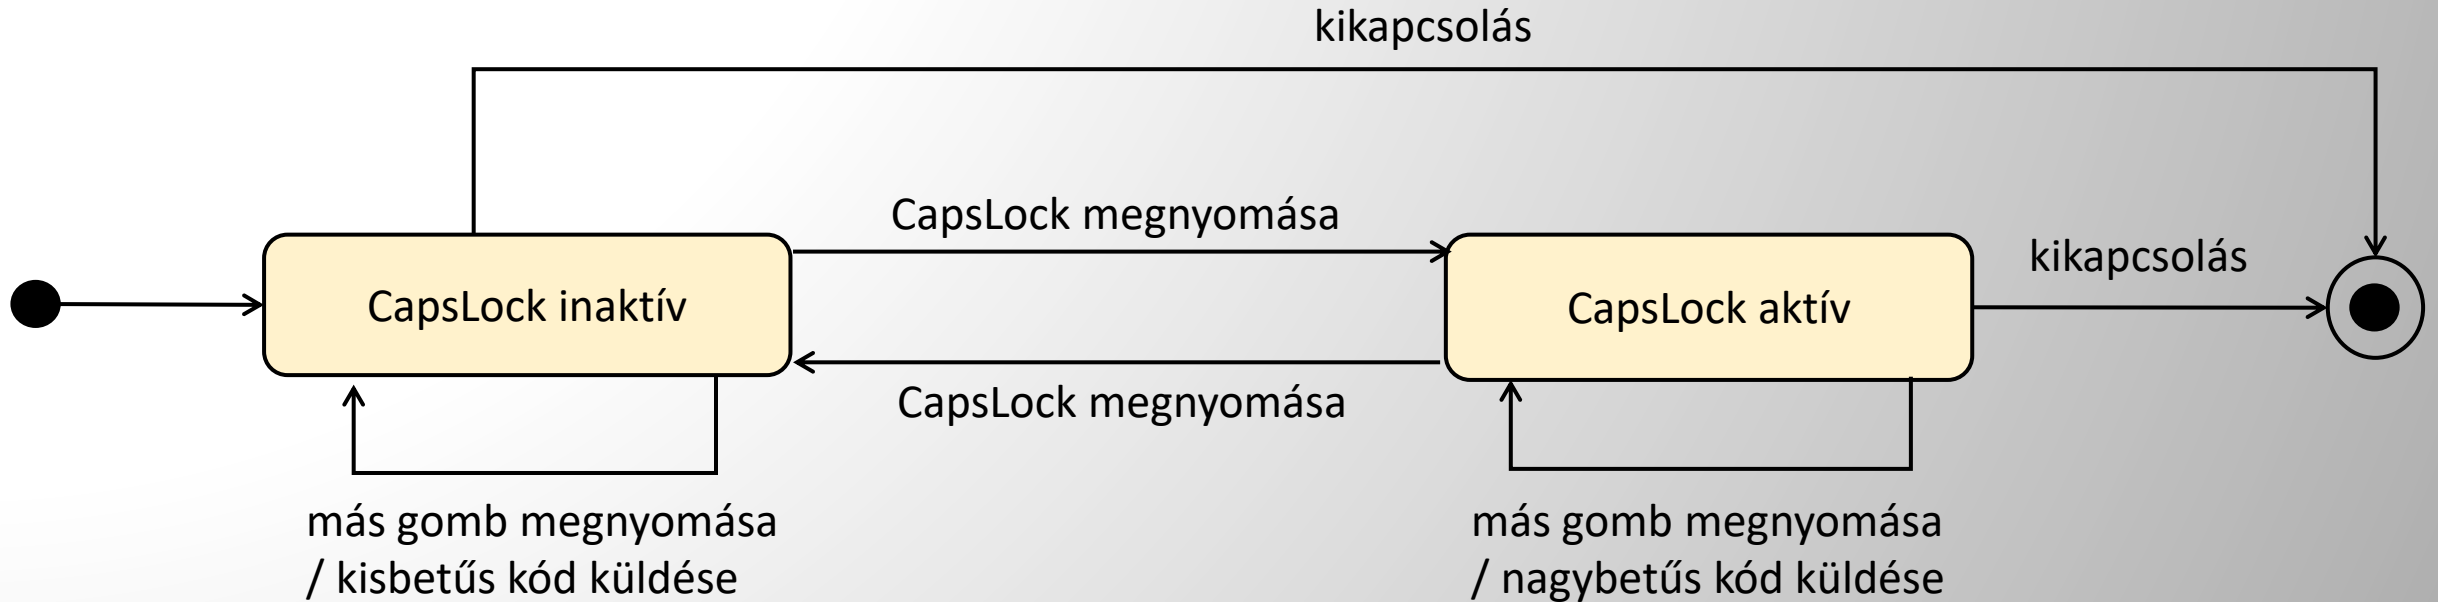 kikapcsolás
CapsLock megnyomása
kikapcsolás
CapsLock inaktív
CapsLock aktív
CapsLock megnyomása
más gomb megnyomása
/ kisbetűs kód küldése
más gomb megnyomása
/ nagybetűs kód küldése